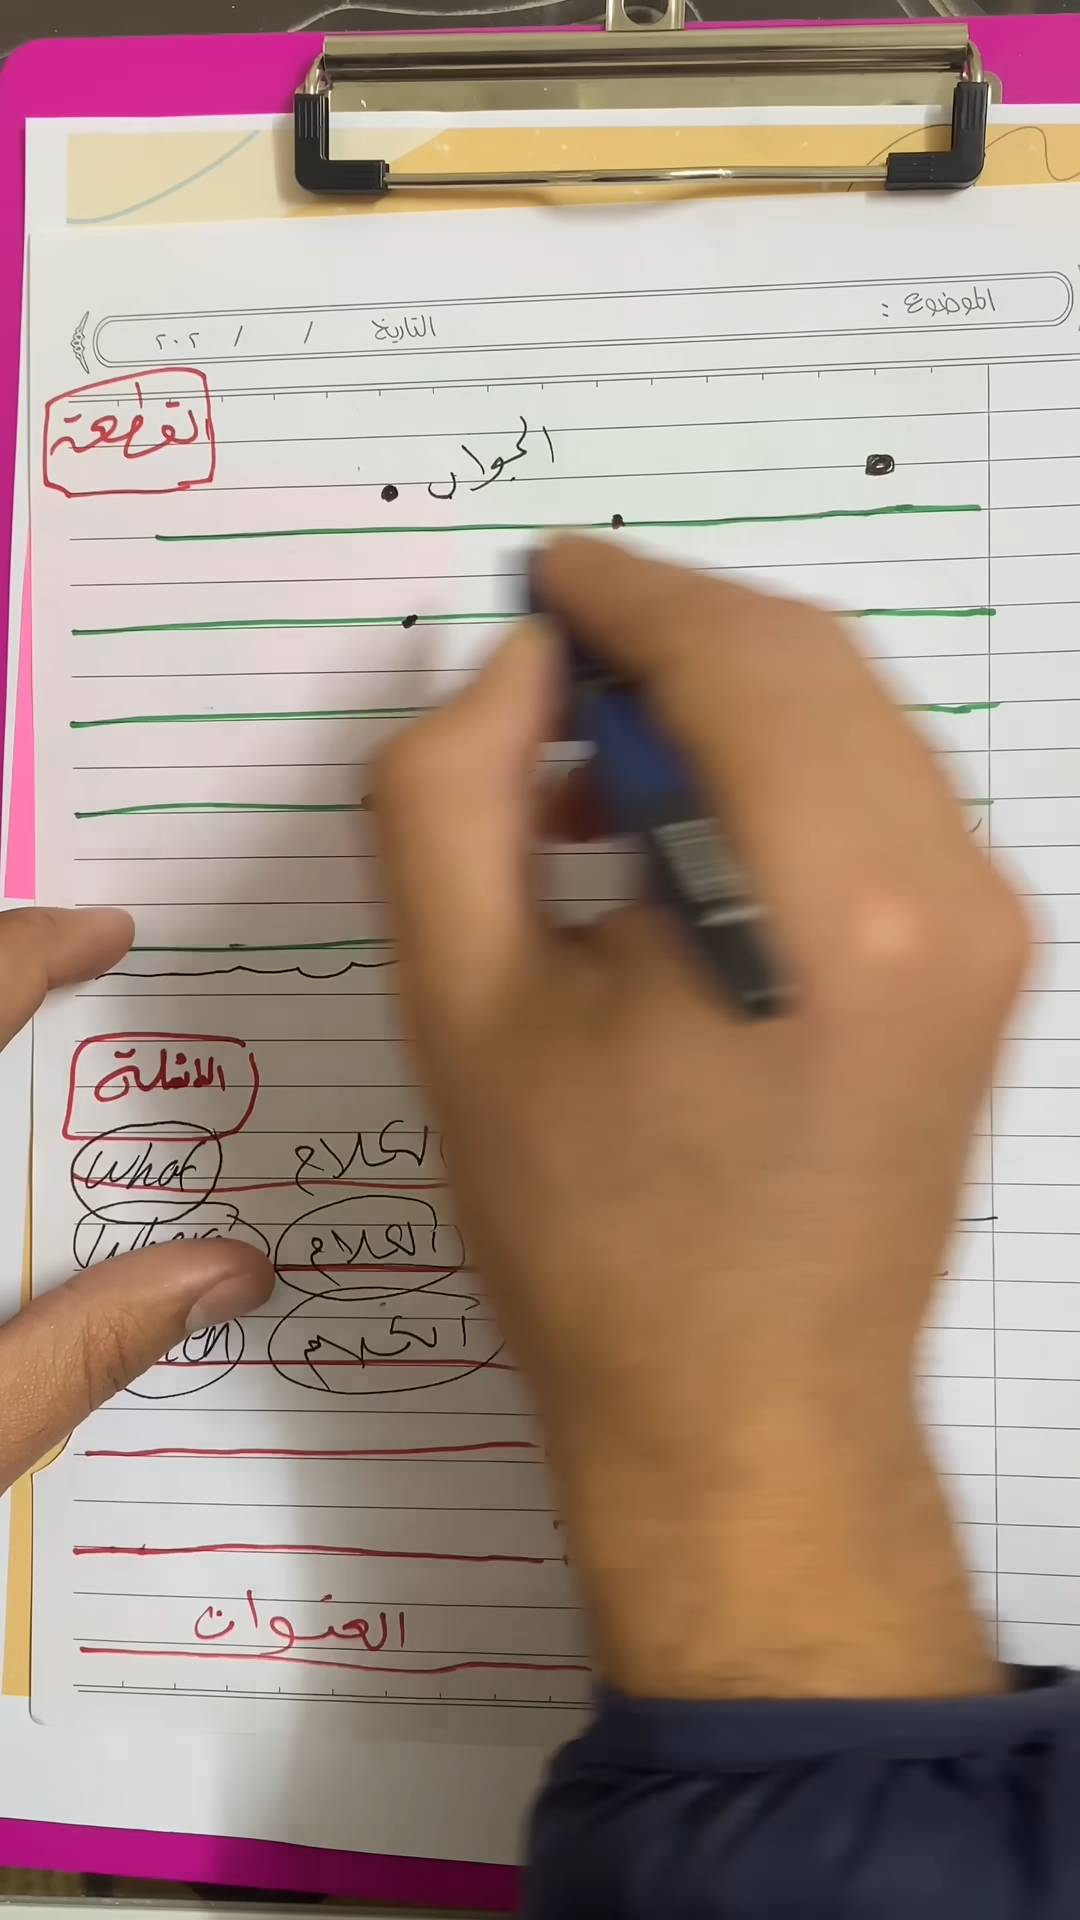 الموضوع : التاريخ / / ٢٠٢
القطعة
الجواب
الاسئلة
What الكلام
الكلام
الكلام
العنوان